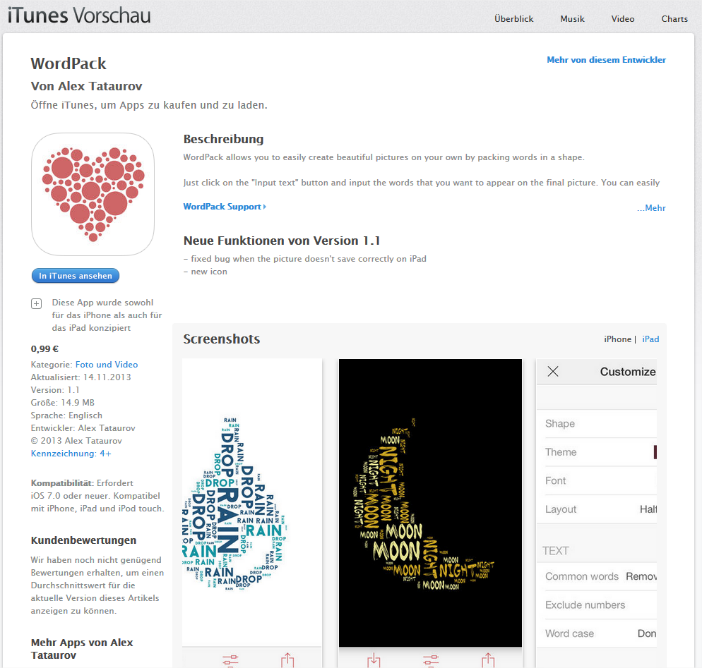 iTunes Vorschau
Überblick Musik Video Charts
WordPack
Mehr von diesem Entwickler
Von Alex Tataurov
Öffne iTunes, um Apps zu kaufen und zu laden.
Beschreibung
WordPack allows you to easily create beautiful pictures on your own by packing words in a shape.
Just click on the "Input text" button and input the words that you want to appear on the final picture. You can easily
WordPack Support ›
...Mehr
Neue Funktionen von Version 1.1
- fixed bug when the picture doesn't save correctly on iPad
- new icon
In iTunes ansehen
Diese App wurde sowohl
für das iPhone als auch für
das iPad konzipiert
0,99 €
Kategorie: Foto und Video
Aktualisiert: 14.11.2013
Version: 1.1
Größe: 14.9 MB
Sprache: Englisch
Entwickler: Alex Tataurov
© 2013 Alex Tataurov
Kennzeichnung: 4+
Kompatibilität: Erfordert
iOS 7.0 oder neuer. Kompatibel
mit iPhone, iPad und iPod touch.
Kundenbewertungen
Wir haben noch nicht genügend
Bewertungen erhalten, um einen
Durchschnittswert für die
aktuelle Version dieses Artikels
anzeigen zu können.
Mehr Apps von Alex
Tataurov
Screenshots
iPhone | iPad
RAIN
DROP
RAIN
DROP
RAIN
MOON
NIGHT
MOON
NIGHT
MOON
Customize
Shape
Theme
Font
Layout
TEXT
Common words
Exclude numbers
Word case